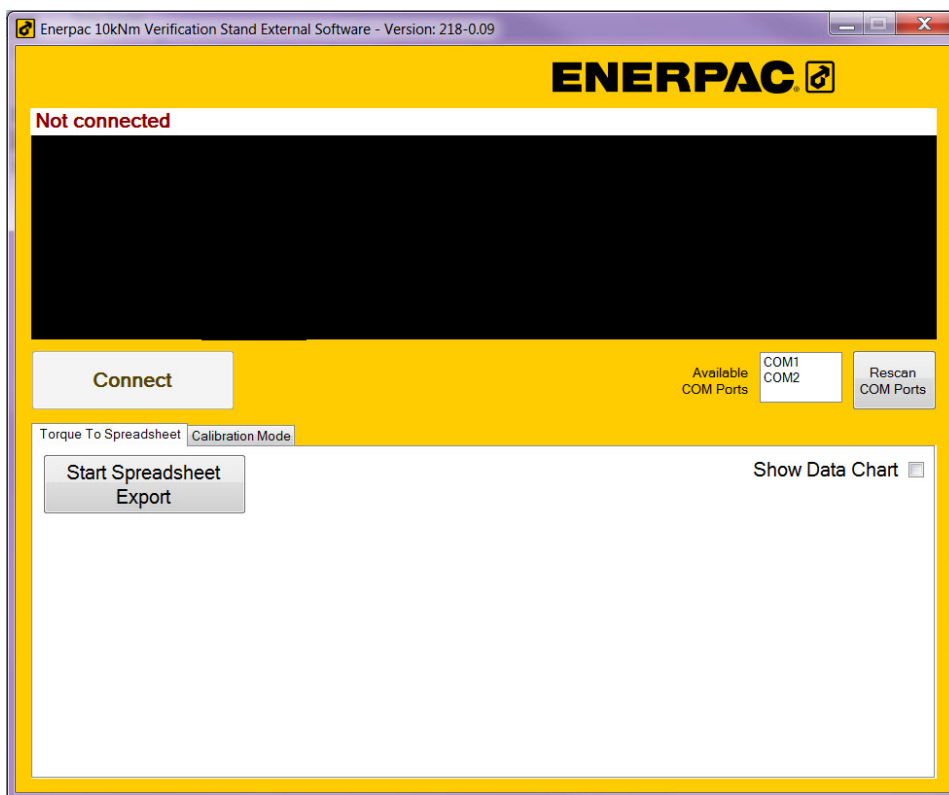 Enerpac 10kNm Verification Stand External Software - Version: 218-0.09
ENERPAC
Not connected
Connect
Available
COM Ports
COM1
COM2
Rescan
COM Ports
Torque To Spreadsheet
Calibration Mode
Start Spreadsheet
Export
Show Data Chart